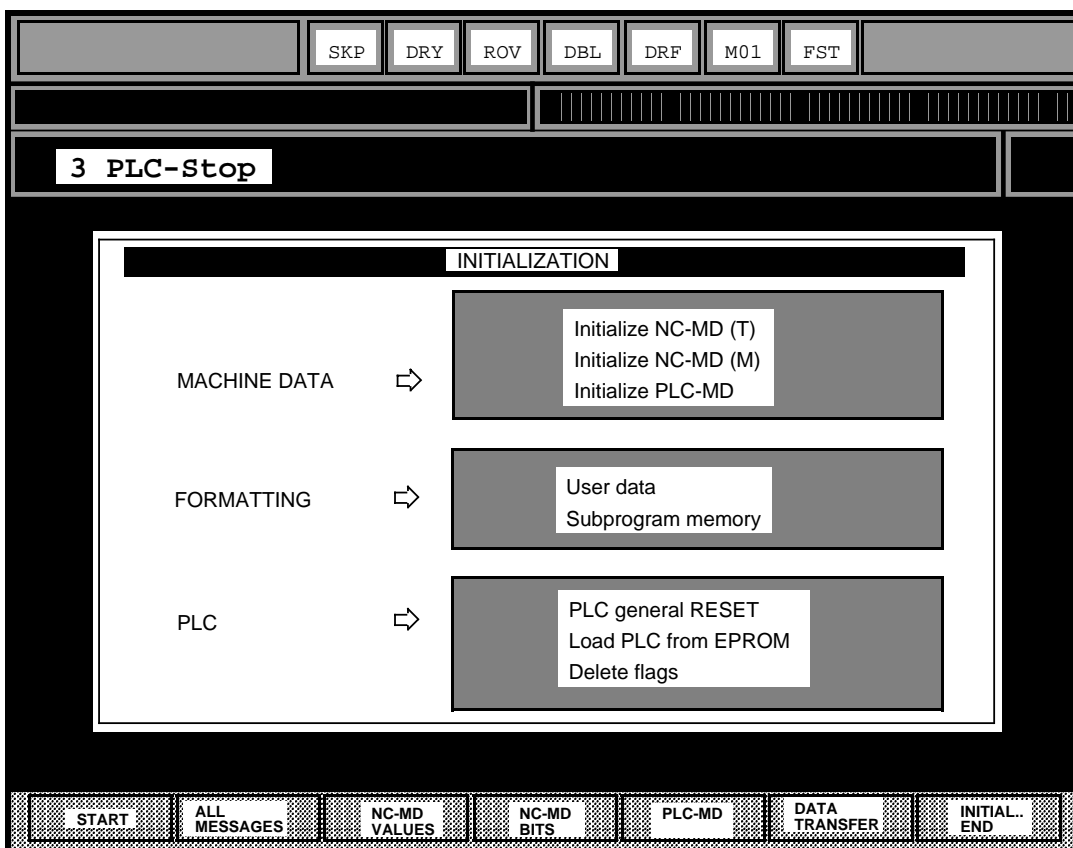 SKP DRY ROV DBL DRF M01 FST
3 PLC-Stop
INITIALIZATION
MACHINE DATA
Initialize NC-MD (T)
Initialize NC-MD (M)
Initialize PLC-MD
FORMATTING
User data
Subprogram memory
PLC
PLC general RESET
Load PLC from EPROM
Delete flags
START
ALL
MESSAGES
NC-MD
VALUES
NC-MD
BITS
PLC-MD
DATA
TRANSFER
INITIAL..
END